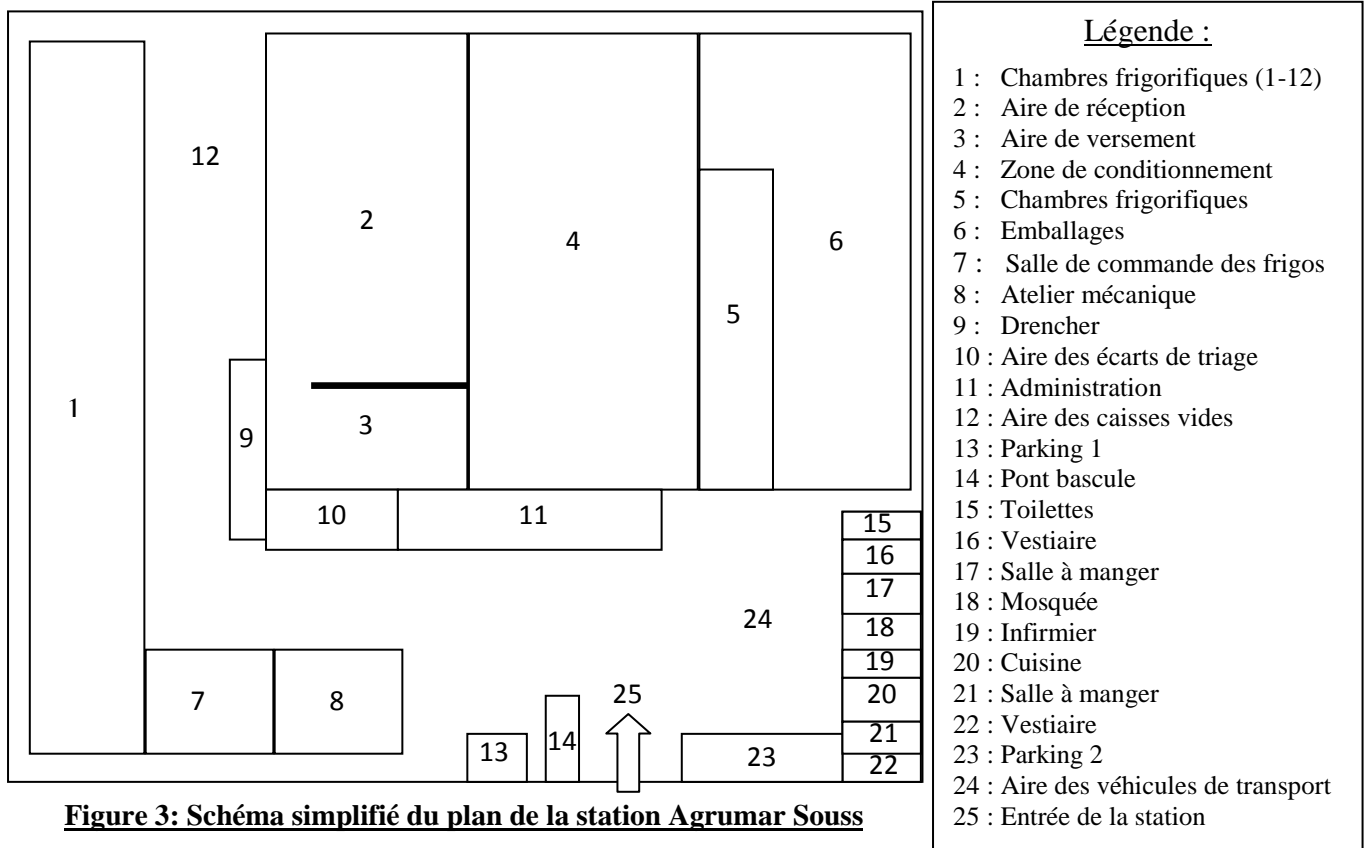 12
2
4
6
5
1
3
9
10
11
15
16
17
24
18
19
20
7
8
25
21
13
14
23
22
Figure 3: Schéma simplifié du plan de la station Agrumar Souss
Légende :
1 : Chambres frigorifiques (1-12)
2 : Aire de réception
3 : Aire de versement
4 : Zone de conditionnement
5 : Chambres frigorifiques
6 : Emballages
7 : Salle de commande des frigos
8 : Atelier mécanique
9 : Drencher
10 : Aire des écarts de triage
11 : Administration
12 : Aire des caisses vides
13 : Parking 1
14 : Pont bascule
15 : Toilettes
16 : Vestiaire
17 : Salle à manger
18 : Mosquée
19 : Infirmier
20 : Cuisine
21 : Salle à manger
22 : Vestiaire
23 : Parking 2
24 : Aire des véhicules de transport
25 : Entrée de la station